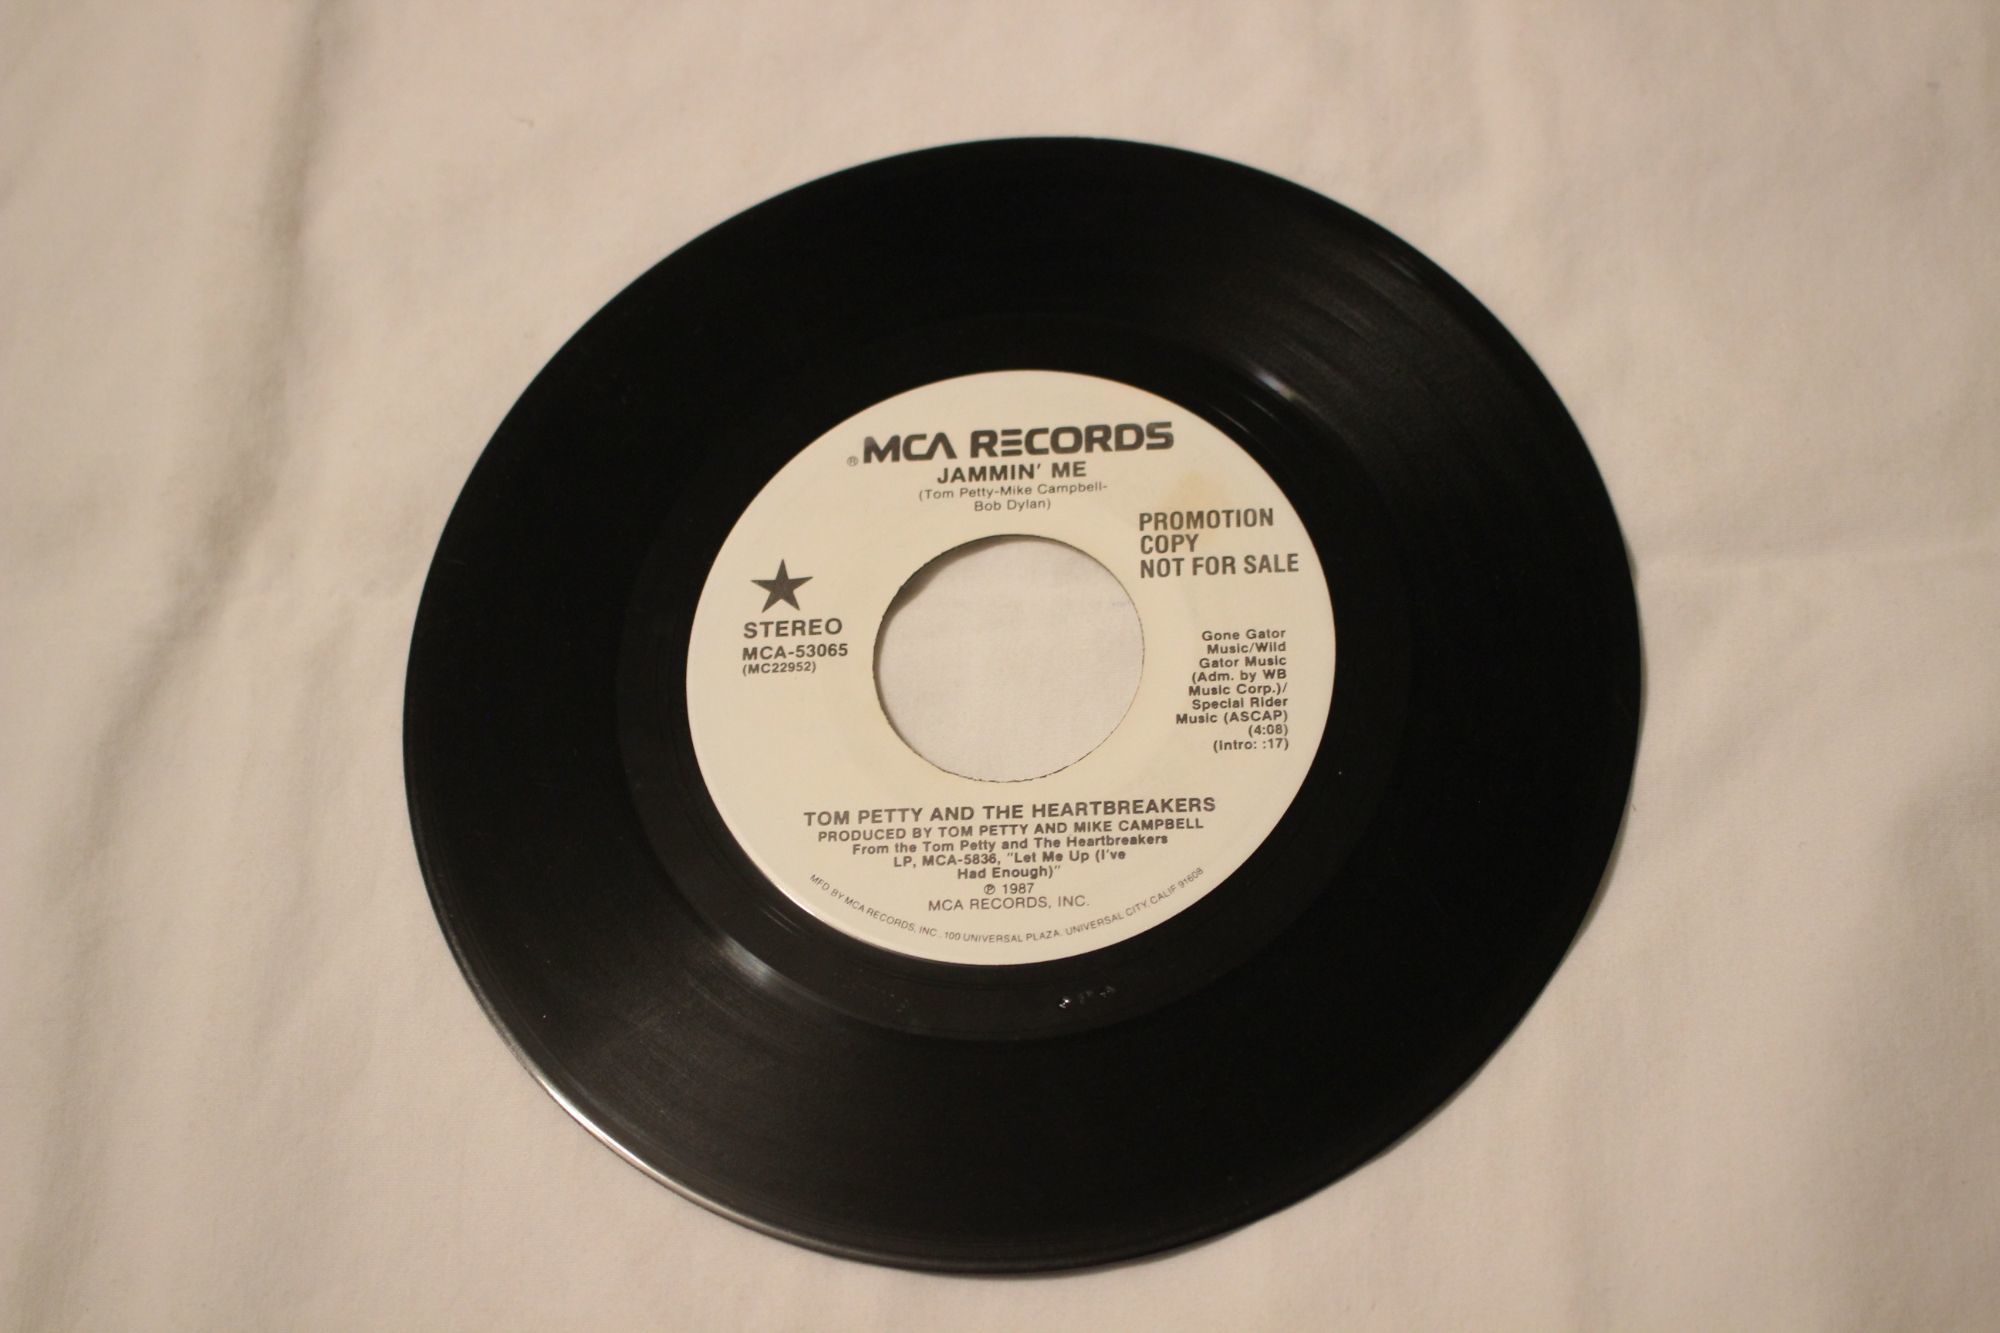 ® MCA RECORDS
JAMMIN' ME
(Tom Petty-Mike Campbell-
Bob Dylan)
PROMOTION
COPY
NOT FOR SALE
STEREO
MCA-53065
(MC22952)
Gone Gator
Music/Wild
Gator Music
(Adm. by WB
Music Corp.)/
Special Rider
Music (ASCAP)
(4:08)
(Intro: :17)
TOM PETTY AND THE HEARTBREAKERS
PRODUCED BY TOM PETTY AND MIKE CAMPBELL
From the Tom Petty and The Heartbreakers
LP, MCA-5836, "Let Me Up (I've
Had Enough)"
℗ 1987
MCA RECORDS, INC.
MFD BY MCA RECORDS, INC. 100 UNIVERSAL PLAZA, UNIVERSAL CITY, CALIF 91608